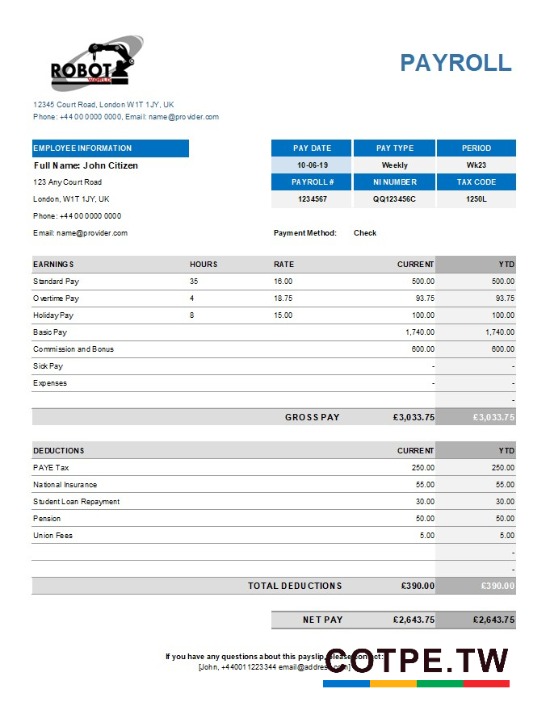 ROBOT
WORLD
PAYROLL
12345 Court Road, London W1T 1JY, UK
Phone: +44 00 0000 0000, Email: name@provider.com
EMPLOYEE INFORMATION PAY DATE PAY TYPE PERIOD
Full Name: John Citizen 10-06-19 Weekly Wk23
123 Any Court Road PAYROLL # NI NUMBER TAX CODE
London, W1T 1JY, UK 1234567 QQ123456C 1250L
Phone: +44 00 0000 0000
Email: name@provider.com Payment Method: Check
EARNINGS HOURS RATE CURRENT YTD
Standard Pay 35 16.00 500.00 500.00
Overtime Pay 4 18.75 93.75 93.75
Holiday Pay 8 15.00 100.00 100.00
Basic Pay 1,740.00 1,740.00
Commission and Bonus 600.00 600.00
Sick Pay - -
Expenses - -
-
GROSS PAY £3,033.75 £3,033.75
DEDUCTIONS CURRENT YTD
PAYE Tax 250.00 250.00
National Insurance 55.00 55.00
Student Loan Repayment 30.00 30.00
Pension 50.00 50.00
Union Fees 5.00 5.00
-
-
TOTAL DEDUCTIONS £390.00 £390.00
NET PAY £2,643.75 £2,643.75
If you have any questions about this payslip, please contact:
[John, +440011223344 email@address.com]
COTPE.TW